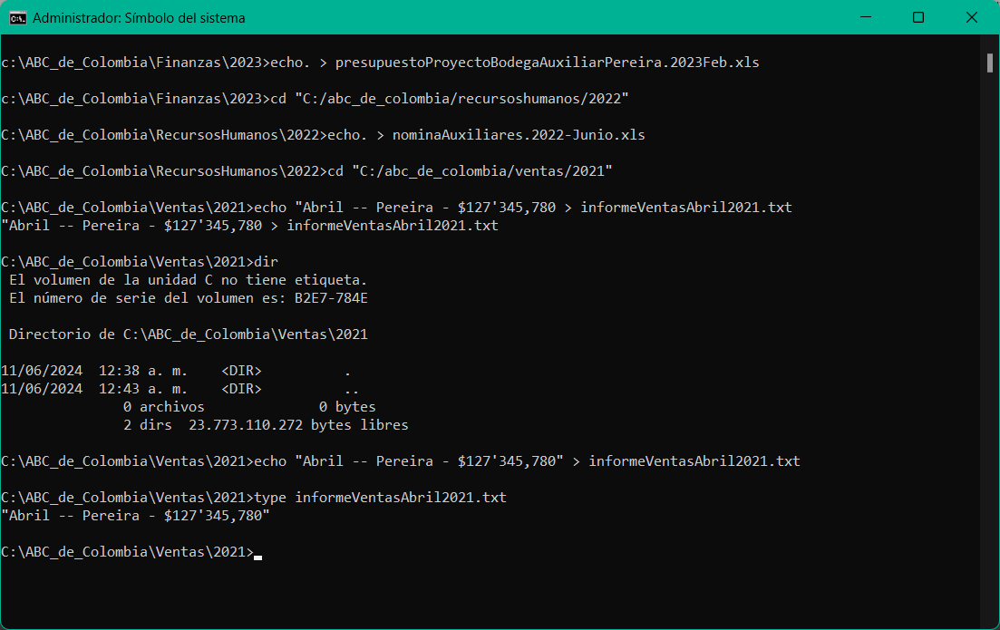 Administrador: Símbolo del sistema
c:\ABC_de_Colombia\Finanzas\2023>echo. > presupuestoProyectoBodegaAuxiliarPereira.2023Feb.xls
c:\ABC_de_Colombia\Finanzas\2023>cd "C:/abc_de_colombia/recursoshumanos/2022"
C:\ABC_de_Colombia\RecursosHumanos\2022>echo. > nominaAuxiliares.2022-Junio.xls
C:\ABC_de_Colombia\RecursosHumanos\2022>cd "C:/abc_de_colombia/ventas/2021"
C:\ABC_de_Colombia\Ventas\2021>echo "Abril -- Pereira - $127'345,780 > informeVentasAbril2021.txt
"Abril -- Pereira - $127'345,780 > informeVentasAbril2021.txt
C:\ABC_de_Colombia\Ventas\2021>dir
El volumen de la unidad C no tiene etiqueta.
El número de serie del volumen es: B2E7-784E
Directorio de C:\ABC_de_Colombia\Ventas\2021
11/06/2024  12:38 a. m.    <DIR>          .
11/06/2024  12:43 a. m.    <DIR>          ..
0 archivos              0 bytes
2 dirs  23.773.110.272 bytes libres
C:\ABC_de_Colombia\Ventas\2021>echo "Abril -- Pereira - $127'345,780" > informeVentasAbril2021.txt
C:\ABC_de_Colombia\Ventas\2021>type informeVentasAbril2021.txt
"Abril -- Pereira - $127'345,780"
C:\ABC_de_Colombia\Ventas\2021>